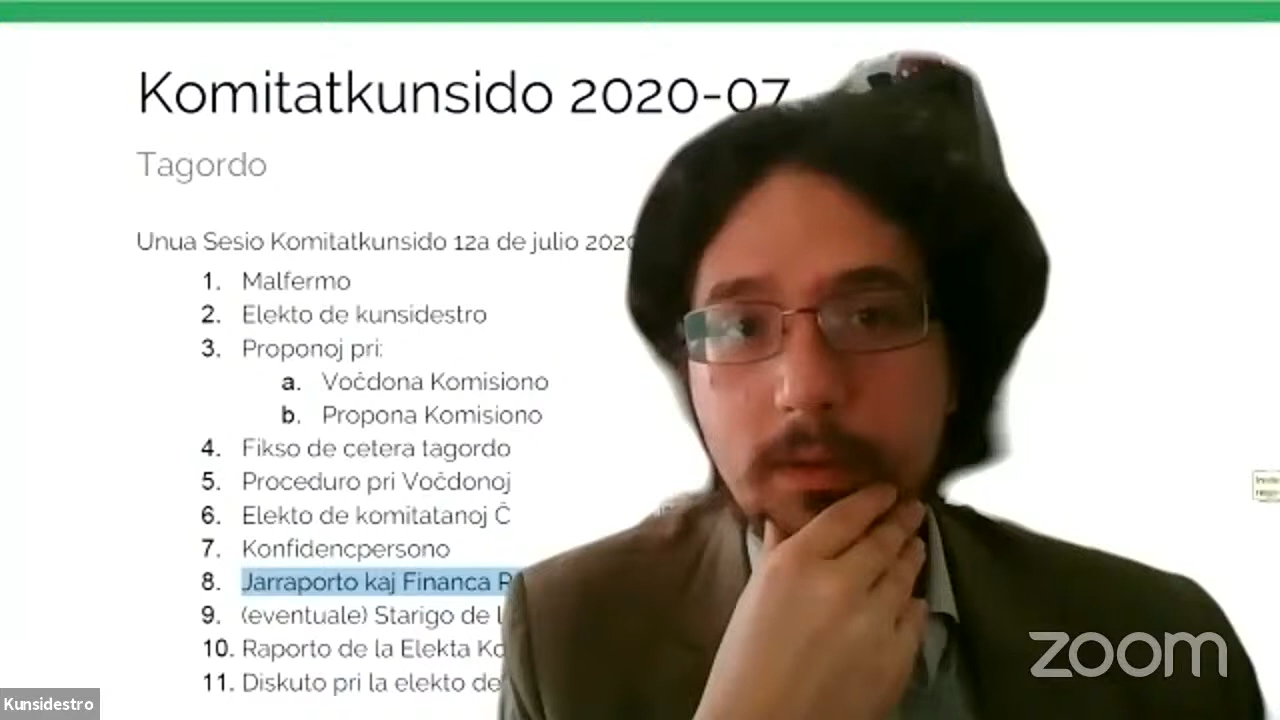 Komitatkunsido 2020-07
Tagordo
Unua Sesio Komitatkunsido 12a de julio 2020
1. Malfermo
2. Elekto de kunsidestro
3. Proponoj pri:
a. Voĉdona Komisiono
b. Propona Komisiono
4. Fikso de cetera tagordo
5. Proceduro pri Voĉdonoj
6. Elekto de komitatanoj Ĉ
7. Konfidencpersono
8. Jarraporto kaj Financa
9. (eventuale) Starigo de
10. Raporto de la Elekta
11. Diskuto pri la elekto de
zoom
Kunsidestro